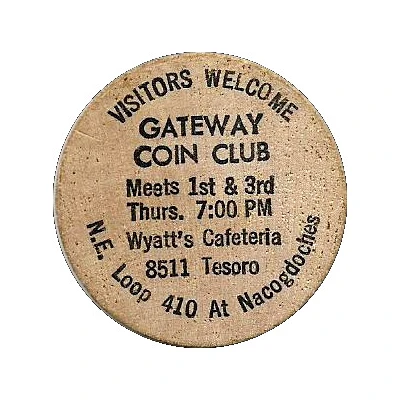 VISITORS WELCOME
GATEWAY
COIN CLUB
Meets 1st & 3rd
Thurs. 7:00 PM
Wyatt's Cafeteria
8511 Tesoro
N.E. Loop 410 At Nacogdoches